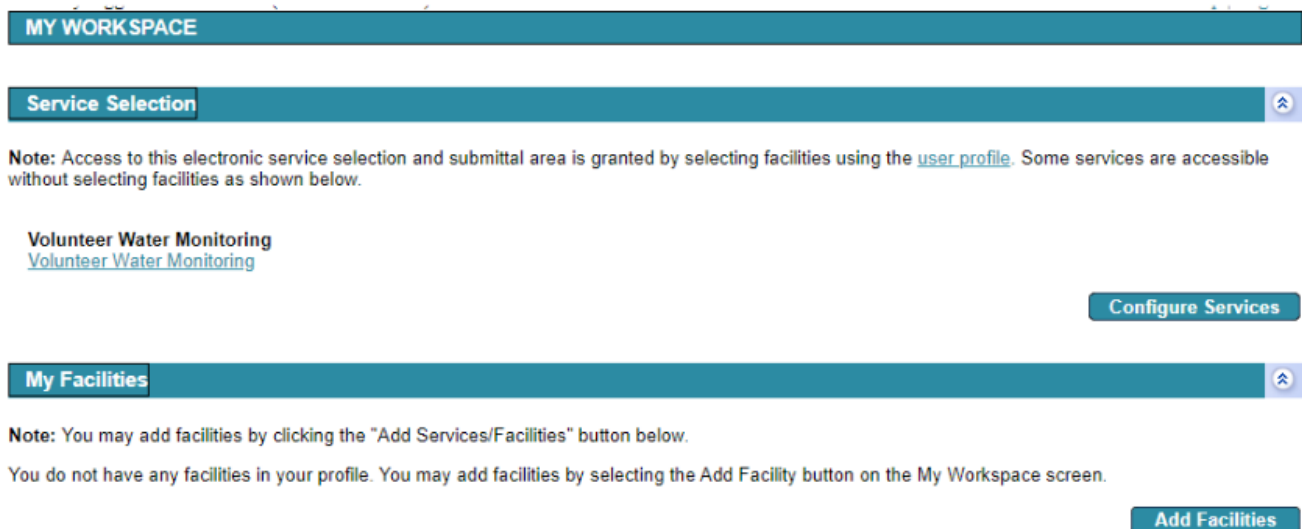 MY WORKSPACE
Service Selection
Note: Access to this electronic service selection and submittal area is granted by selecting facilities using the user profile. Some services are accessible
without selecting facilities as shown below.
Volunteer Water Monitoring
Volunteer Water Monitoring
Configure Services
My Facilities
Note: You may add facilities by clicking the "Add Services/Facilities" button below.
You do not have any facilities in your profile. You may add facilities by selecting the Add Facility button on the My Workspace screen.
Add Facilities